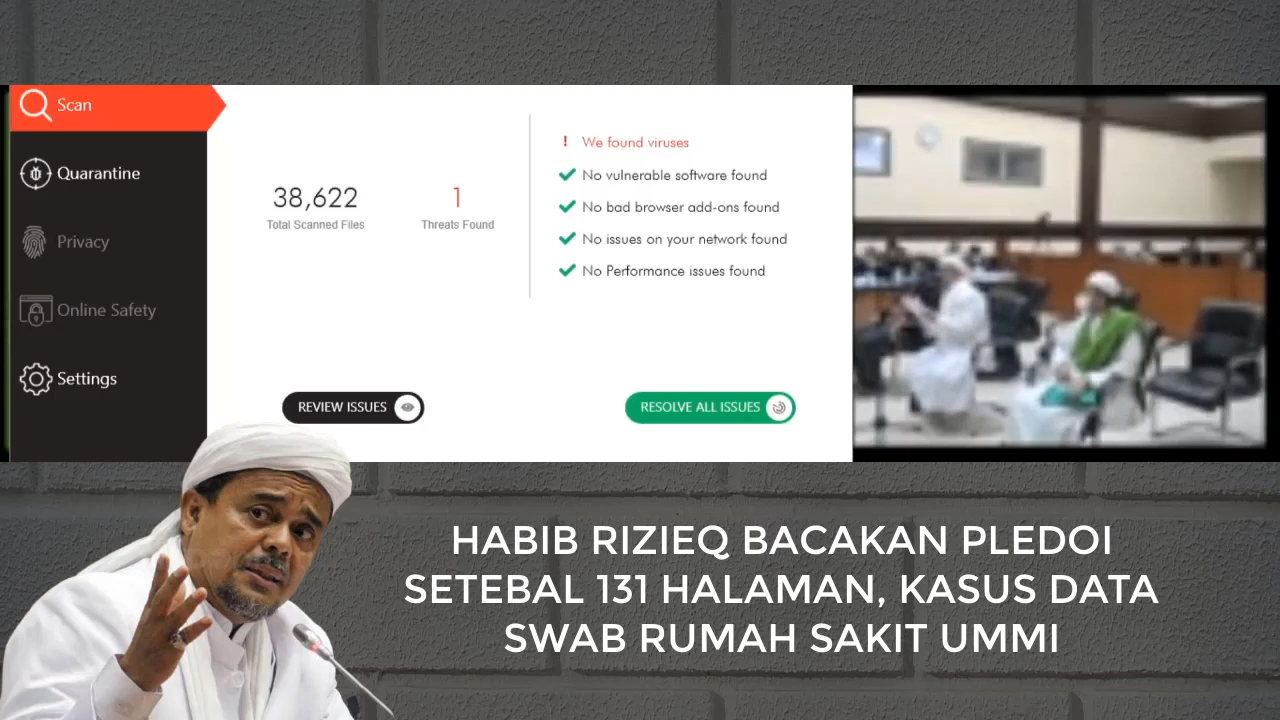 Scan
Quarantine
Privacy
Online Safety
Settings
38,622
Total Scanned Files
1
Threats Found
! We found viruses
No vulnerable software found
No bad browser add-ons found
No issues on your network found
No Performance issues found
REVIEW ISSUES
RESOLVE ALL ISSUES
HABIB RIZIEQ BACAKAN PLEDOI
SETEBAL 131 HALAMAN, KASUS DATA
SWAB RUMAH SAKIT UMMI